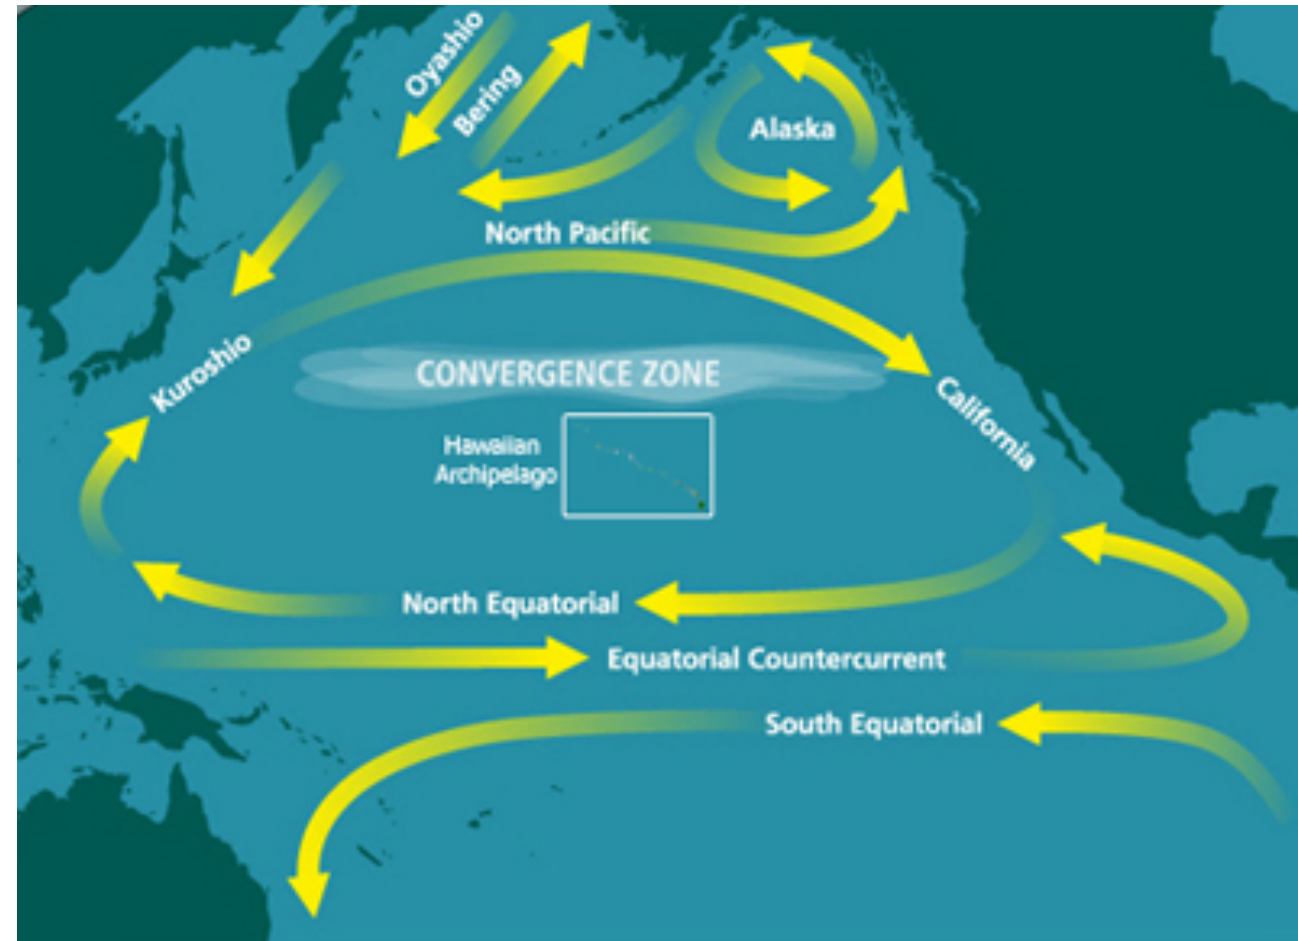 Oyashio
Bering
Alaska
North Pacific
Kuroshio
CONVERGENCE ZONE
California
Hawaiian
Archipelago
North Equatorial
Equatorial Countercurrent
South Equatorial